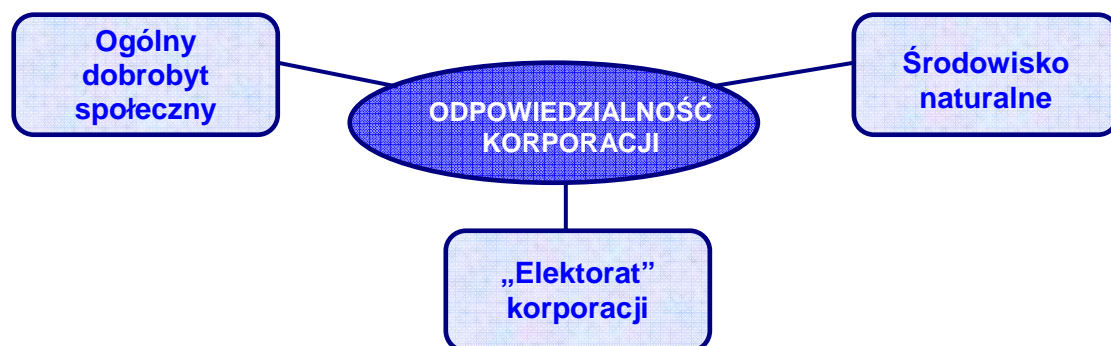 Ogólny
dobrobyt
społeczny
ODPOWIEDZIALNOŚĆ
KORPORACJI
Środowisko
naturalne
„Elektorat”
korporacji